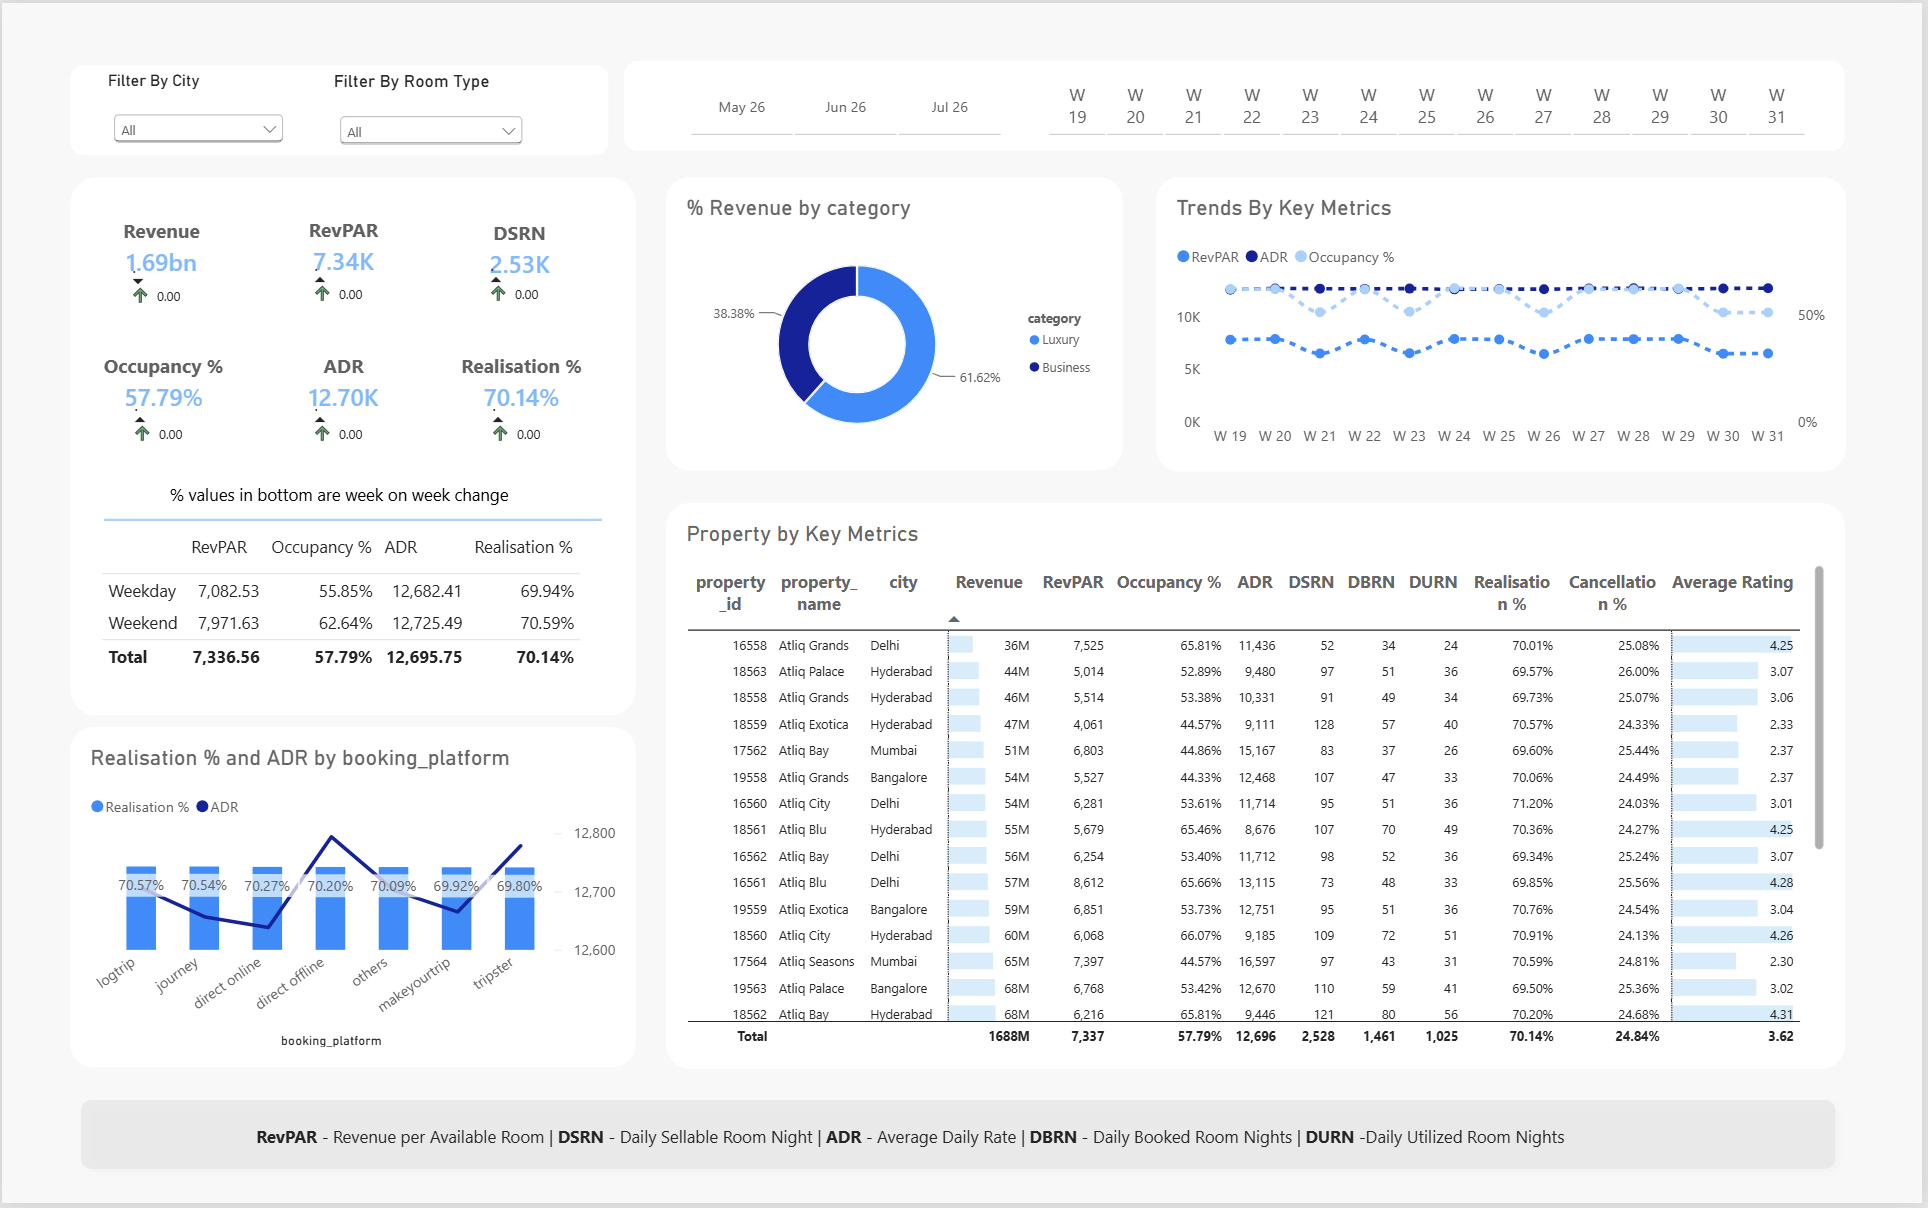 Filter By City
Filter By Room Type
All
All
May 26 Jun 26 Jul 26
W 19 W 20 W 21 W 22 W 23 W 24 W 25 W 26 W 27 W 28 W 29 W 30 W 31
Revenue
1.69bn
0.00
RevPAR
7.34K
0.00
DSRN
2.53K
0.00
Occupancy %
57.79%
0.00
ADR
12.70K
0.00
Realisation %
70.14%
0.00
% values in bottom are week on week change
RevPAR Occupancy % ADR Realisation %
Weekday 7,082.53 55.85% 12,682.41 69.94%
Weekend 7,971.63 62.64% 12,725.49 70.59%
Total 7,336.56 57.79% 12,695.75 70.14%
% Revenue by category
38.38%
61.62%
category
Luxury
Business
Trends By Key Metrics
RevPAR ADR Occupancy %
10K
5K
0K
50%
0%
W 19 W 20 W 21 W 22 W 23 W 24 W 25 W 26 W 27 W 28 W 29 W 30 W 31
Realisation % and ADR by booking_platform
Realisation % ADR
12,800
12,700
12,600
70.57% 70.54% 70.27% 70.20% 70.09% 69.92% 69.80%
logtrip journey direct online direct offline others makeyourtrip tripster
booking_platform
Property by Key Metrics
property property_ city Revenue RevPAR Occupancy % ADR DSRN DBRN DURN Realisatio Cancellatio Average Rating
_id name n % n %
16558 Atliq Grands Delhi 36M 7,525 65.81% 11,436 52 34 24 70.01% 25.08% 4.25
18563 Atliq Palace Hyderabad 44M 5,014 52.89% 9,480 97 51 36 69.57% 26.00% 3.07
18558 Atliq Grands Hyderabad 46M 5,514 53.38% 10,331 91 49 34 69.73% 25.07% 3.06
18559 Atliq Exotica Hyderabad 47M 4,061 44.57% 9,111 128 57 40 70.57% 24.33% 2.33
17562 Atliq Bay Mumbai 51M 6,803 44.86% 15,167 83 37 26 69.60% 25.44% 2.37
19558 Atliq Grands Bangalore 54M 5,527 44.33% 12,468 107 47 33 70.06% 24.49% 2.37
16560 Atliq City Delhi 54M 6,281 53.61% 11,714 95 51 36 71.20% 24.03% 3.01
18561 Atliq Blu Hyderabad 55M 5,679 65.46% 8,676 107 70 49 70.36% 24.27% 4.25
16562 Atliq Bay Delhi 56M 6,254 53.40% 11,712 98 52 36 69.34% 25.24% 3.07
16561 Atliq Blu Delhi 57M 8,612 65.66% 13,115 73 48 33 69.85% 25.56% 4.28
19559 Atliq Exotica Bangalore 59M 6,851 53.73% 12,751 95 51 36 70.76% 24.54% 3.04
18560 Atliq City Hyderabad 60M 6,068 66.07% 9,185 109 72 51 70.91% 24.13% 4.26
17564 Atliq Seasons Mumbai 65M 7,397 44.57% 16,597 97 43 31 70.59% 24.81% 2.30
19563 Atliq Palace Bangalore 68M 6,768 53.42% 12,670 110 59 41 69.50% 25.36% 3.02
18562 Atliq Bay Hyderabad 68M 6,216 65.81% 9,446 121 80 56 70.20% 24.68% 4.31
Total 1688M 7,337 57.79% 12,696 2,528 1,461 1,025 70.14% 24.84% 3.62
RevPAR - Revenue per Available Room | DSRN - Daily Sellable Room Night | ADR - Average Daily Rate | DBRN - Daily Booked Room Nights | DURN -Daily Utilized Room Nights